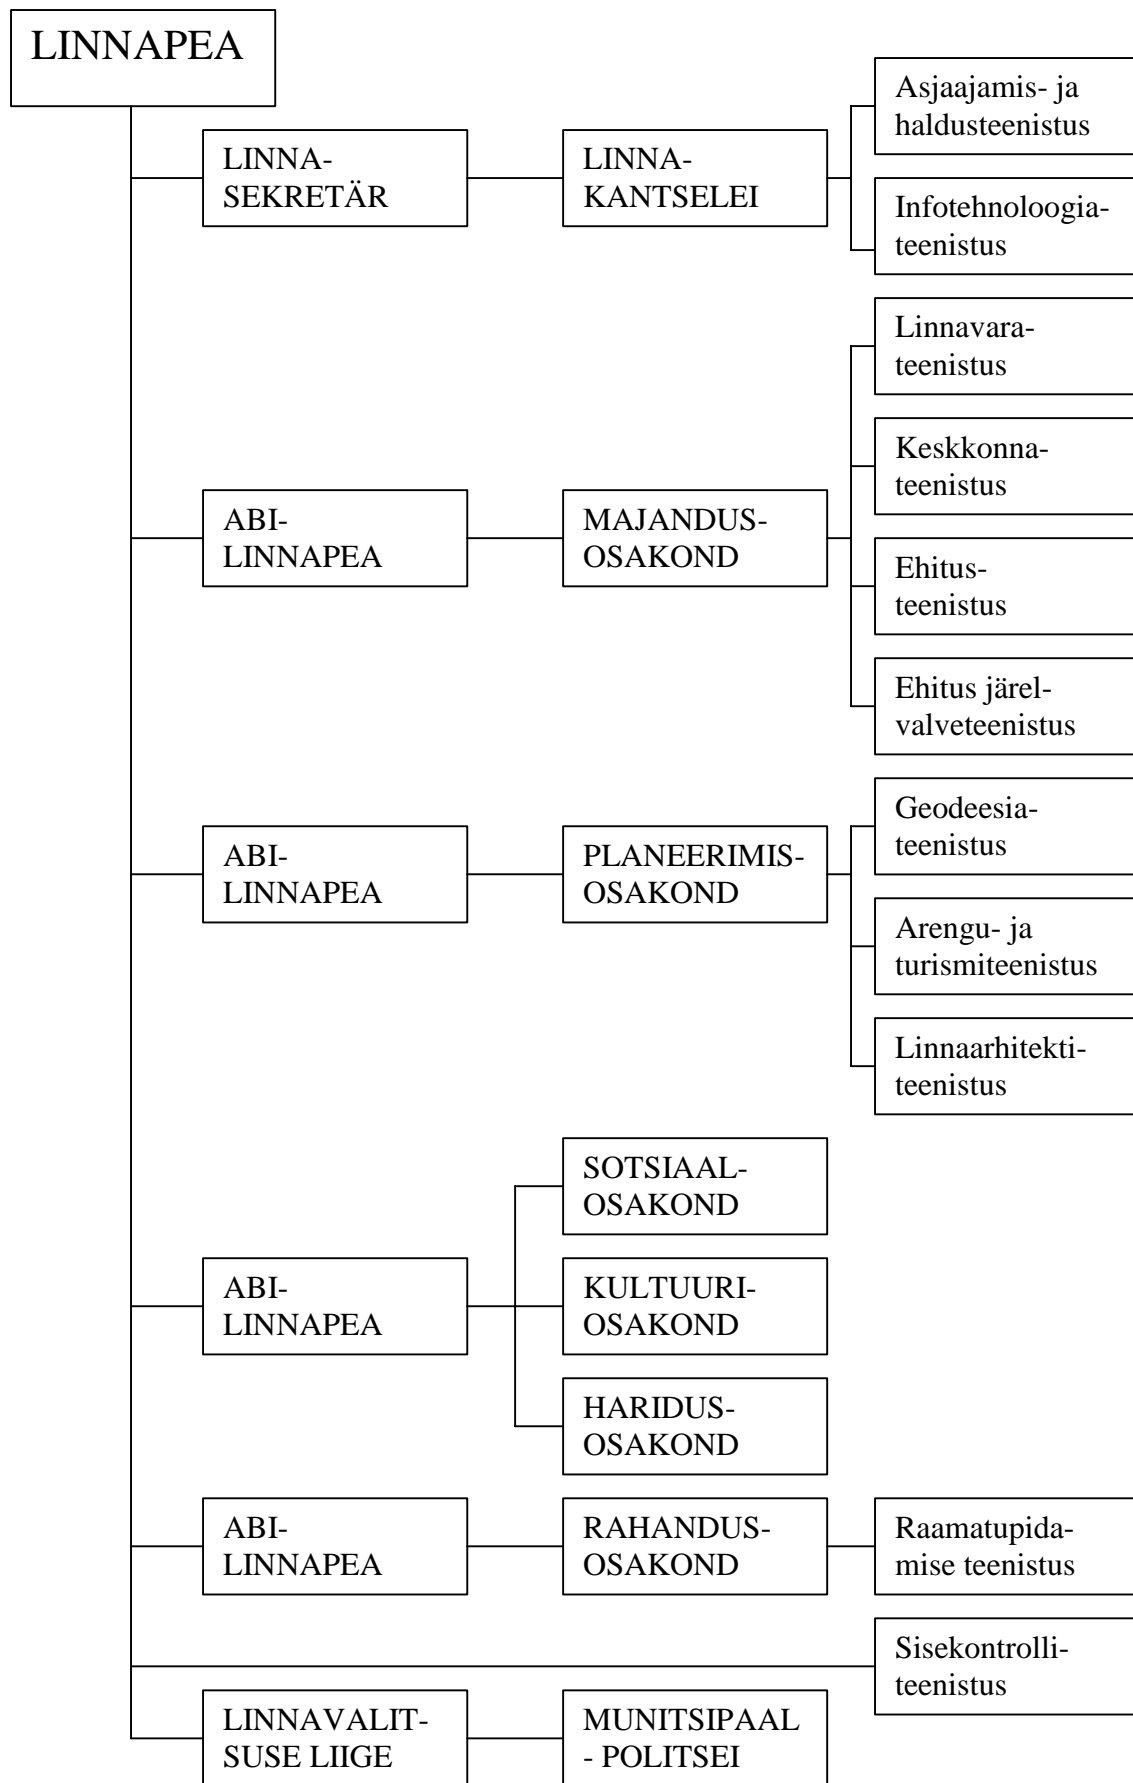 LINNAPEA
LINNA-
SEKRETÄR
LINNA-
KANTSELEI
Asjaajamis- ja
haldusteenistus
Infotehnoloogia-
teenistus
ABI-
LINNAPEA
MAJANDUS-
OSAKOND
Linnavara-
teenistus
Keskkonna-
teenistus
Ehitus-
teenistus
Ehitus järel-
valveteenistus
ABI-
LINNAPEA
PLANEERIMIS-
OSAKOND
Geodeesia-
teenistus
Arengu- ja
turismiteenistus
Linnaarhitekti-
teenistus
ABI-
LINNAPEA
SOTSIAAL-
OSAKOND
KULTUURI-
OSAKOND
HARIDUS-
OSAKOND
ABI-
LINNAPEA
RAHANDUS-
OSAKOND
Raamatupida-
mise teenistus
Sisekontrolli-
teenistus
LINNAVALIT-
SUSE LIIGE
MUNITSIPAAL
- POLITSEI